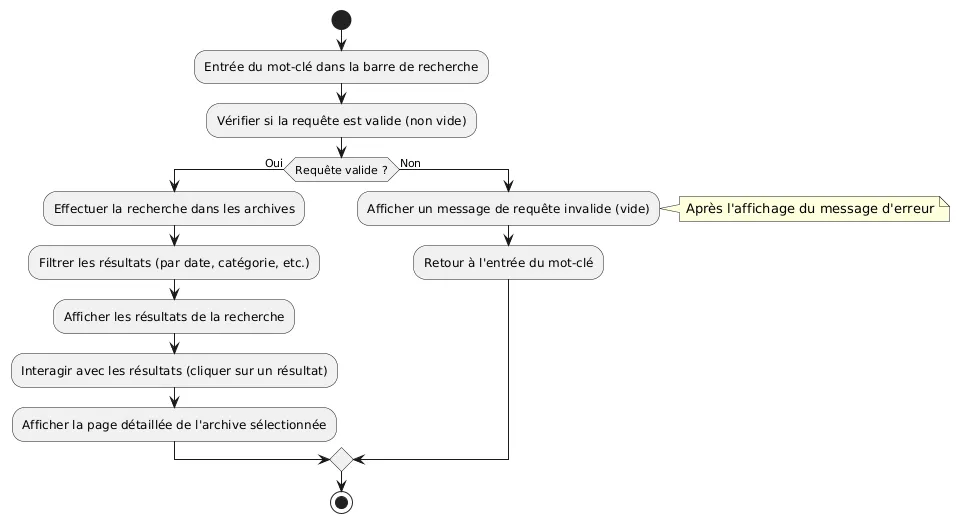 Entrée du mot-clé dans la barre de recherche
Vérifier si la requête est valide (non vide)
Oui
Requête valide ?
Non
Effectuer la recherche dans les archives
Afficher un message de requête invalide (vide)
Après l'affichage du message d'erreur
Filtrer les résultats (par date, catégorie, etc.)
Retour à l'entrée du mot-clé
Afficher les résultats de la recherche
Interagir avec les résultats (cliquer sur un résultat)
Afficher la page détaillée de l'archive sélectionnée